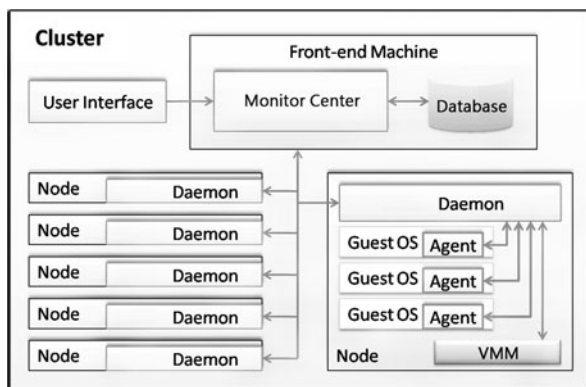 Cluster
Front-end Machine
User Interface
Monitor Center
Database
Node Daemon
Node Daemon
Node Daemon
Node Daemon
Node Daemon
Daemon
Guest OS Agent
Guest OS Agent
Guest OS Agent
Node VMM